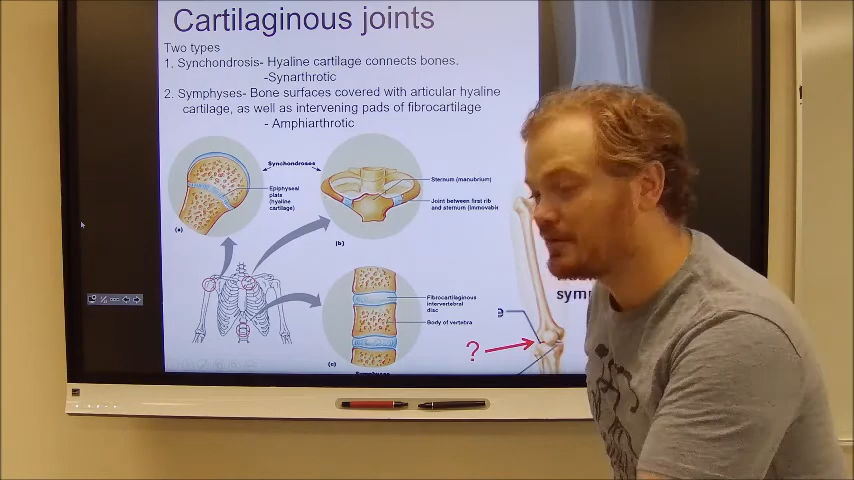 Cartilaginous joints
Two types
1. Synchondrosis- Hyaline cartilage connects bones.
-Synarthrotic
2. Symphyses- Bone surfaces covered with articular hyaline
cartilage, as well as intervening pads of fibrocartilage
- Amphiarthrotic
Synchondroses
Epiphyseal
plate
(hyaline
cartilage)
(a)
Sternum (manubrium)
Joint between first rib
and sternum (immovable
(b)
Fibrocartilaginous
intervertebral
disc
Body of vertebra
(c)
Symphyses
e
symp
?